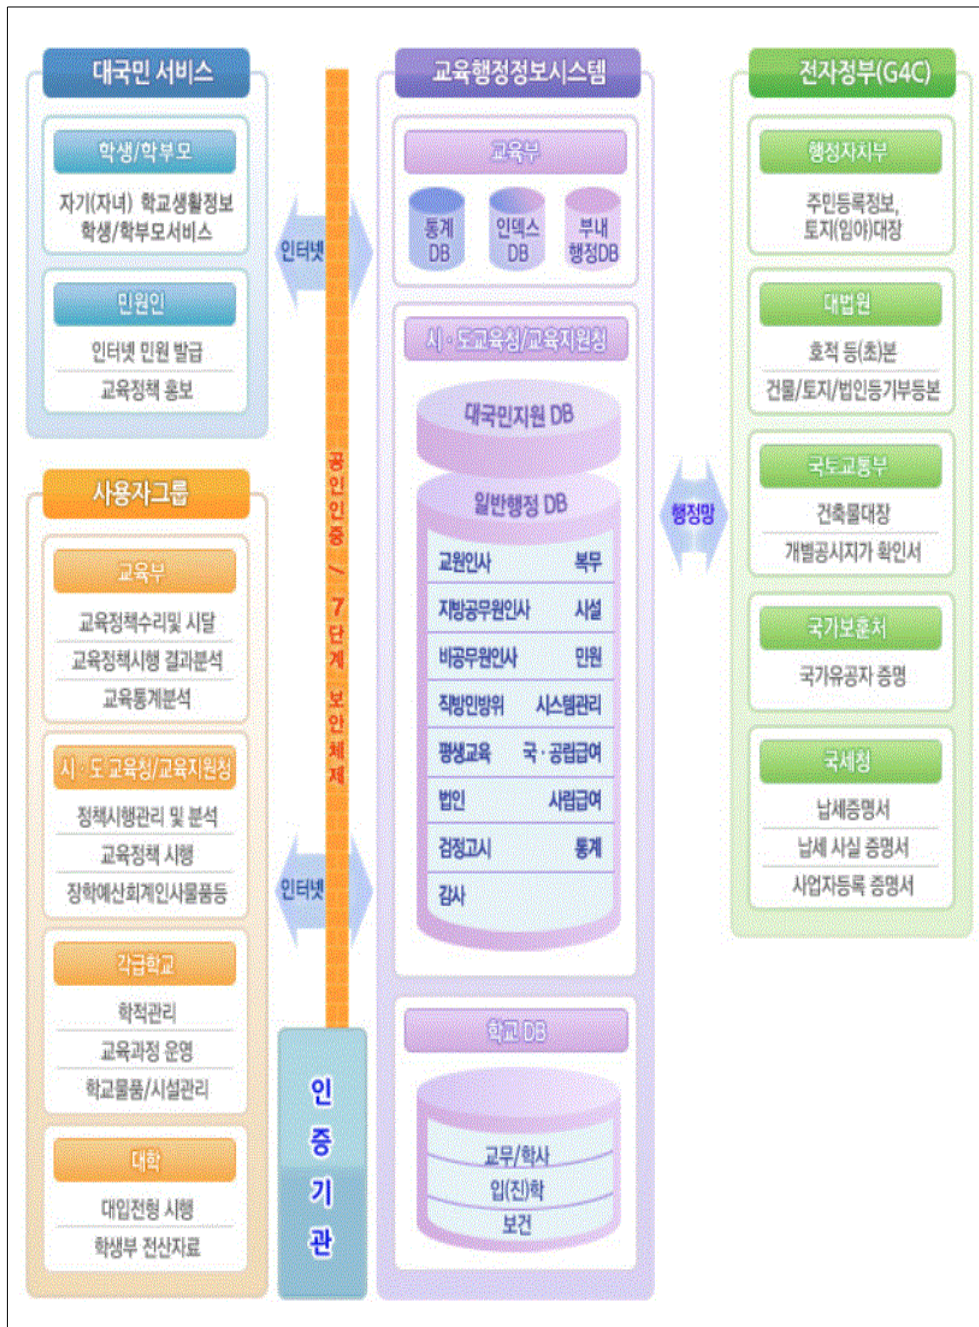 대국민 서비스
학생/학부모
자기(자녀) 학교생활정보
학생/학부모서비스
민원인
인터넷 민원 발급
교육정책 홍보
사용자그룹
교육부
교육정책수리및 시달
교육정책시행 결과분석
교육통계분석
시·도 교육청/교육지원청
정책시행관리 및 분석
교육정책 시행
장학예산회계인사물품등
각급학교
학적관리
교육과정 운영
학교물품/시설관리
대학
대입전형 시행
학생부 전산자료
인터넷
인터넷
공인인증 / 7단계 보안체제
인증기관
교육행정정보시스템
교육부
통계 DB
인덱스 DB
부내 행정DB
시·도교육청/교육지원청
대국민지원 DB
일반행정 DB
교원인사 복무
지방공무원인사 시설
비공무원인사 민원
직방민방위 시스템관리
평생교육 국·공립급여
법인 사립급여
검정고시 통계
감사
학교 DB
교무/학사
입(진)학
보건
행정망
전자정부(G4C)
행정자치부
주민등록정보,
토지(임야)대장
대법원
호적 등(초)본
건물/토지/법인등기부등본
국토교통부
건축물대장
개별공시지가 확인서
국가보훈처
국가유공자 증명
국세청
납세증명서
납세 사실 증명서
사업자등록 증명서